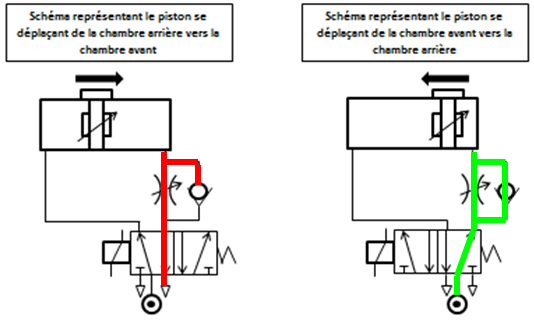 Schéma représentant le piston se
déplaçant de la chambre arrière vers la
chambre avant
Schéma représentant le piston se
déplaçant de la chambre avant vers la
chambre arrière